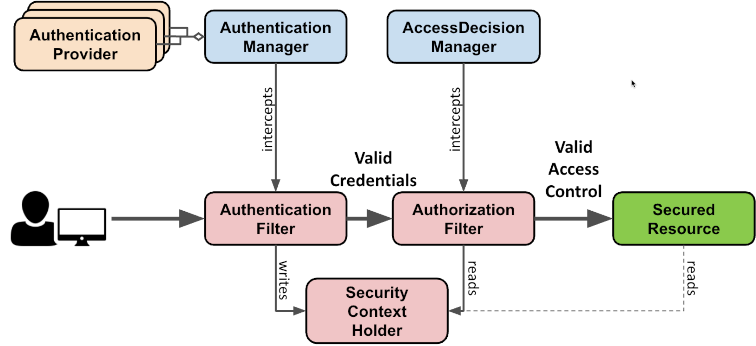 Authentication
Provider
Authentication
Manager
AccessDecision
Manager
intercepts
intercepts
Valid
Credentials
Valid
Access
Control
Authentication
Filter
Authorization
Filter
Secured
Resource
writes
reads
reads
Security
Context
Holder